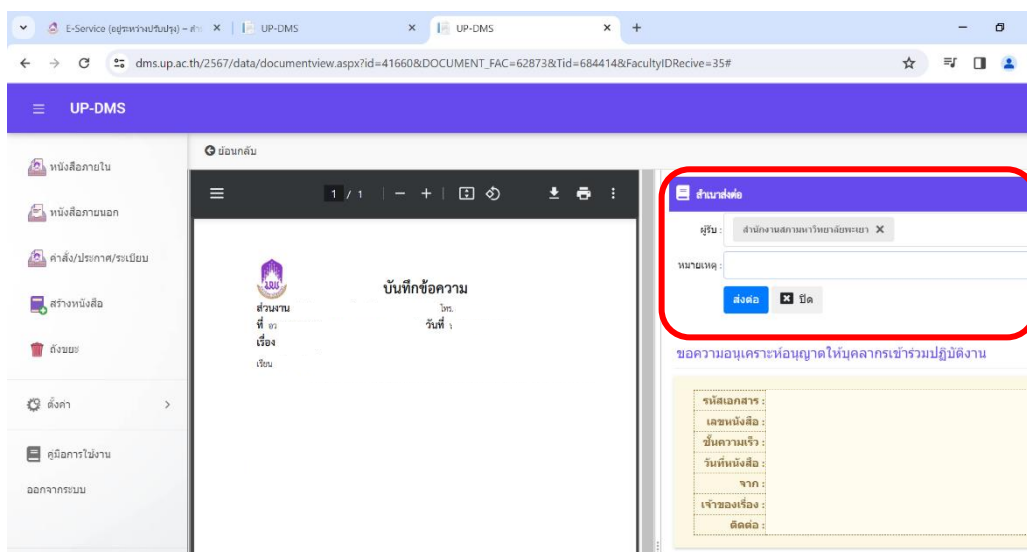 E-Service (อยู่ระหว่างปรับปรุง) – สำ
UP-DMS
UP-DMS
dms.up.ac.th/2567/data/documentview.aspx?id=41660&DOCUMENT_FAC=62873&Tid=684414&FacultyIDRecive=35#
UP-DMS
หนังสือภายใน
หนังสือภายนอก
คำสั่ง/ประกาศ/ระเบียบ
สร้างหนังสือ
ถังขยะ
ตั้งค่า
คู่มือการใช้งาน
ออกจากระบบ
ย้อนกลับ
1 / 1
บันทึกข้อความ
ส่วนงาน โทร.
ที่ อว วันที่
เรื่อง
เรียน
สำเนาส่งต่อ
ผู้รับ : สำนักงานสภามหาวิทยาลัยพะเยา
หมายเหตุ :
ส่งต่อ ปิด
ขอความอนุเคราะห์อนุญาตให้บุคลากรเข้าร่วมปฏิบัติงาน
รหัสเอกสาร :
เลขหนังสือ :
ชั้นความเร็ว :
วันที่หนังสือ :
จาก :
เจ้าของเรื่อง :
ติดต่อ :